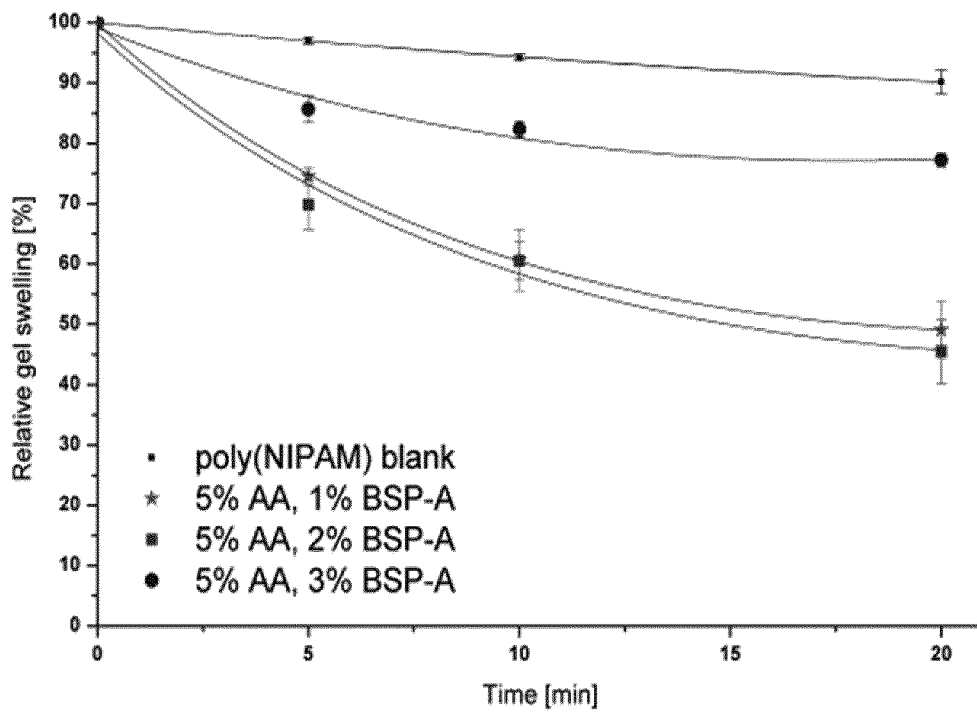 Relative gel swelling [%]
100
90
80
70
60
50
40
30
20
10
0
poly(NIPAM) blank
5% AA, 1% BSP-A
5% AA, 2% BSP-A
5% AA, 3% BSP-A
0 5 10 15 20
Time [min]